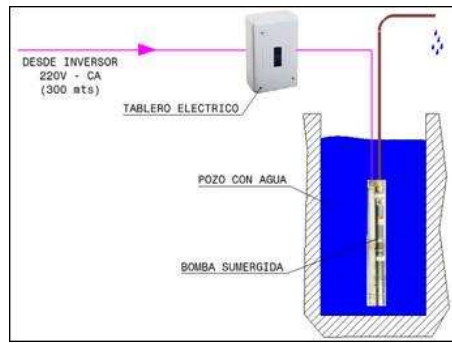 DESDE INVERSOR
220V - CA
(300 mts)
TABLERO ELECTRICO
POZO CON AGUA
BOMBA SUMERGIDA